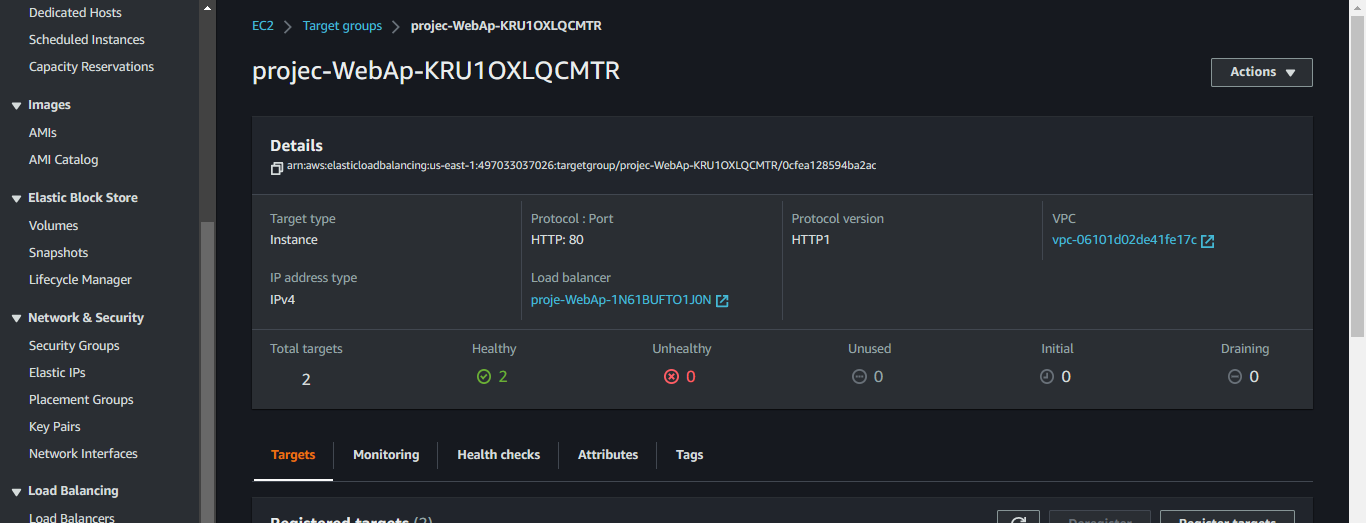 Dedicated Hosts
Scheduled Instances
Capacity Reservations
Images
AMIs
AMI Catalog
Elastic Block Store
Volumes
Snapshots
Lifecycle Manager
Network & Security
Security Groups
Elastic IPs
Placement Groups
Key Pairs
Network Interfaces
Load Balancing
Load Balancers
EC2 > Target groups > projec-WebAp-KRU1OXLQCMTR
projec-WebAp-KRU1OXLQCMTR
Actions
Details
arn:aws:elasticloadbalancing:us-east-1:497033037026:targetgroup/projec-WebAp-KRU1OXLQCMTR/0cfea128594ba2ac
Target type
Instance
Protocol : Port
HTTP: 80
Protocol version
HTTP1
VPC
vpc-06101d02de41fe17c
IP address type
IPv4
Load balancer
proje-WebAp-1N61BUFTO1J0N
Total targets
2
Healthy
2
Unhealthy
0
Unused
0
Initial
0
Draining
0
Targets
Monitoring
Health checks
Attributes
Tags
Registered targets (2)
Deregister
Register targets